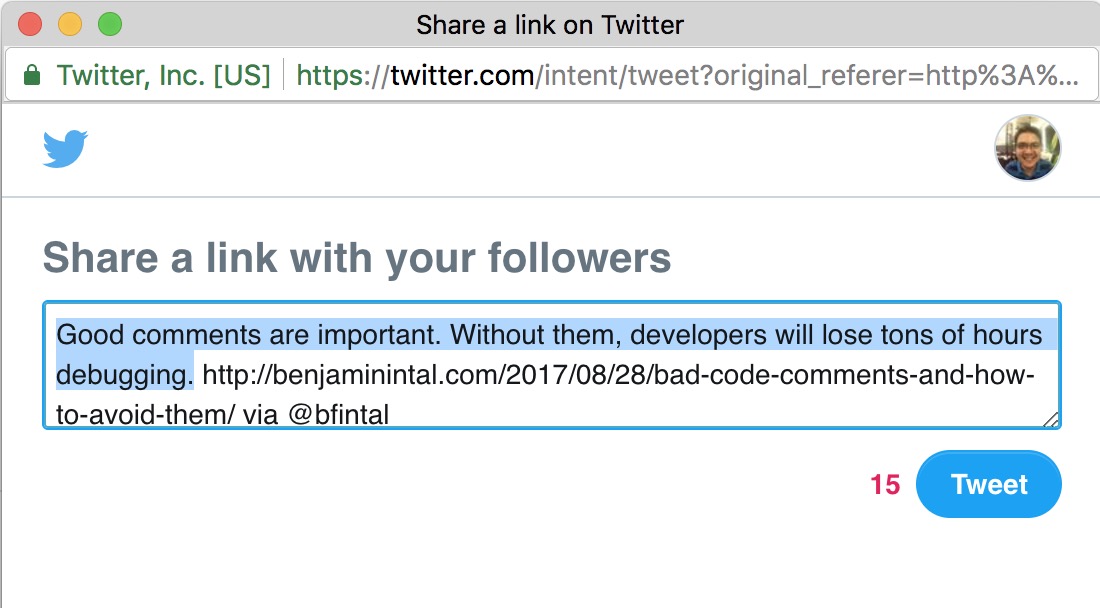 Share a link on Twitter
Twitter, Inc. [US] https://twitter.com/intent/tweet?original_referer=http%3A%...
Share a link with your followers
Good comments are important. Without them, developers will lose tons of hours
debugging. http://benjaminintal.com/2017/08/28/bad-code-comments-and-how-
to-avoid-them/ via @bfintal
15 Tweet